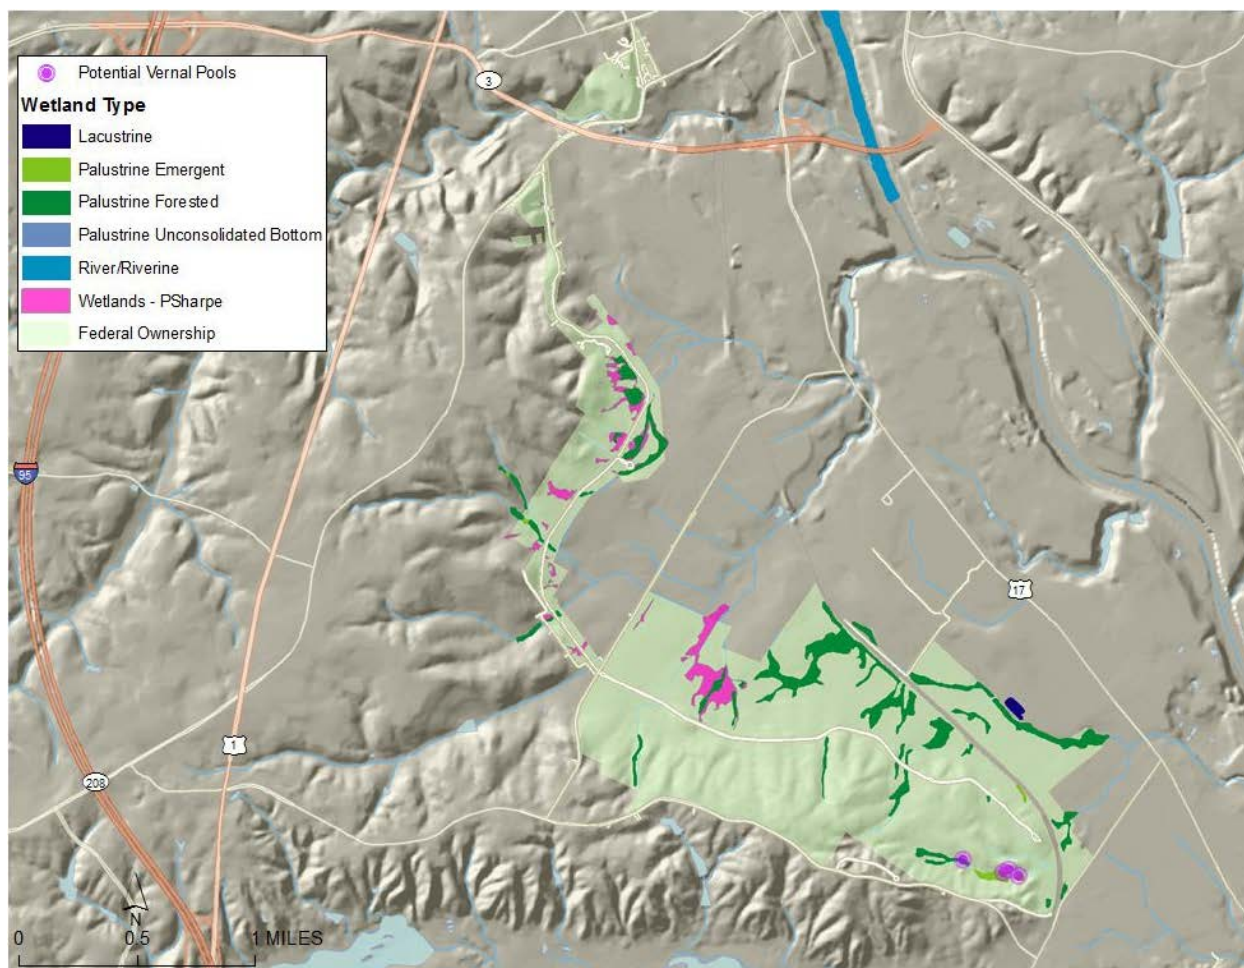 Potential Vernal Pools
Wetland Type
Lacustrine
Palustrine Emergent
Palustrine Forested
Palustrine Unconsolidated Bottom
River/Riverine
Wetlands - PSharpe
Federal Ownership
3
95
17
1
208
N
0 0.5 1 MILES